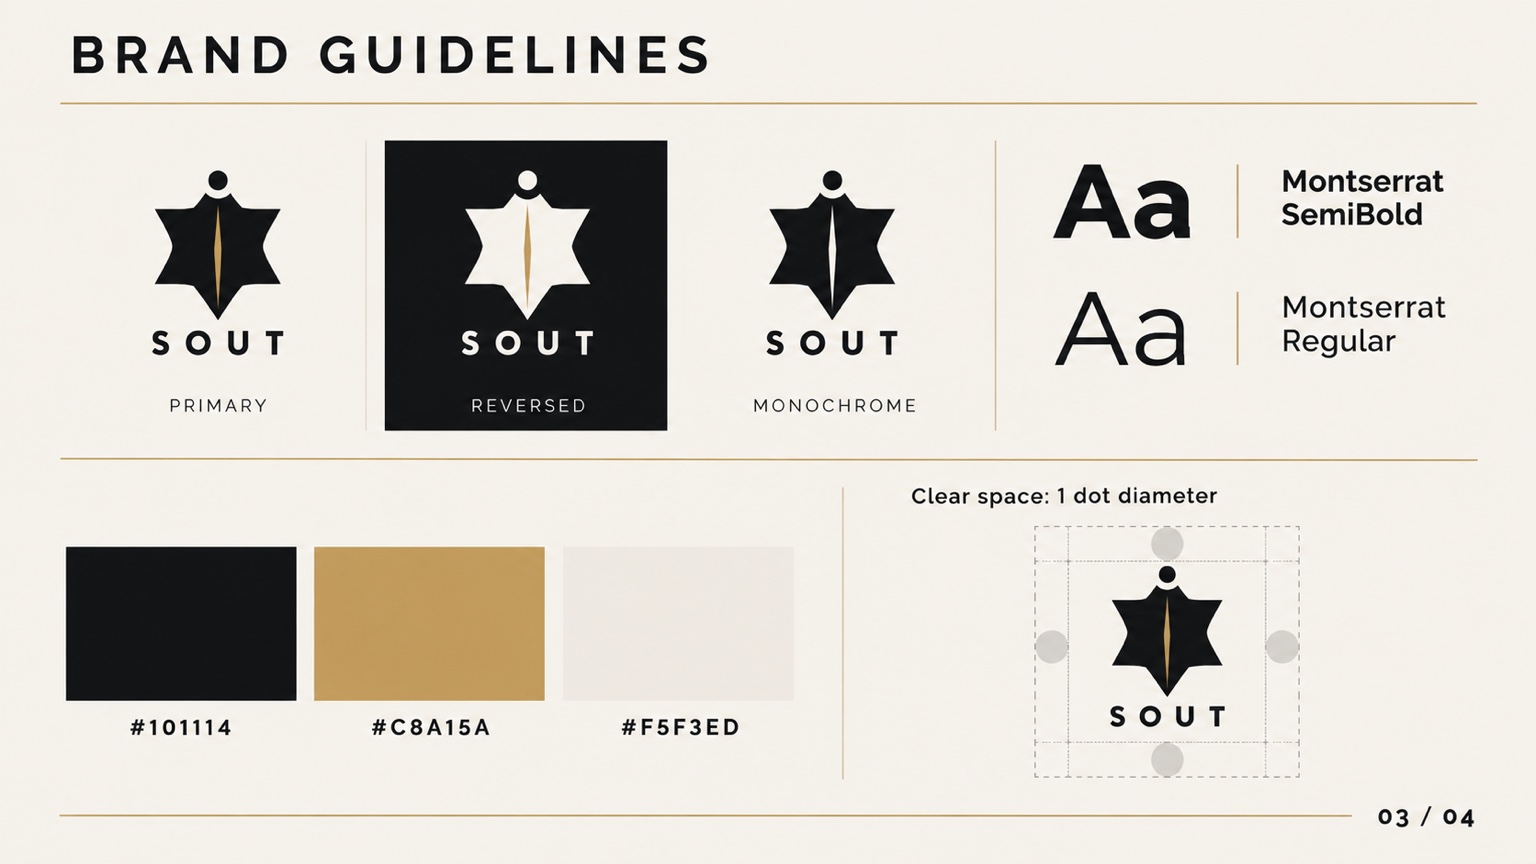 BRAND GUIDELINES
SOUT
PRIMARY
SOUT
REVERSED
SOUT
MONOCHROME
Aa
Montserrat
SemiBold
Aa
Montserrat
Regular
#101114
#C8A15A
#F5F3ED
Clear space: 1 dot diameter
SOUT
03 / 04